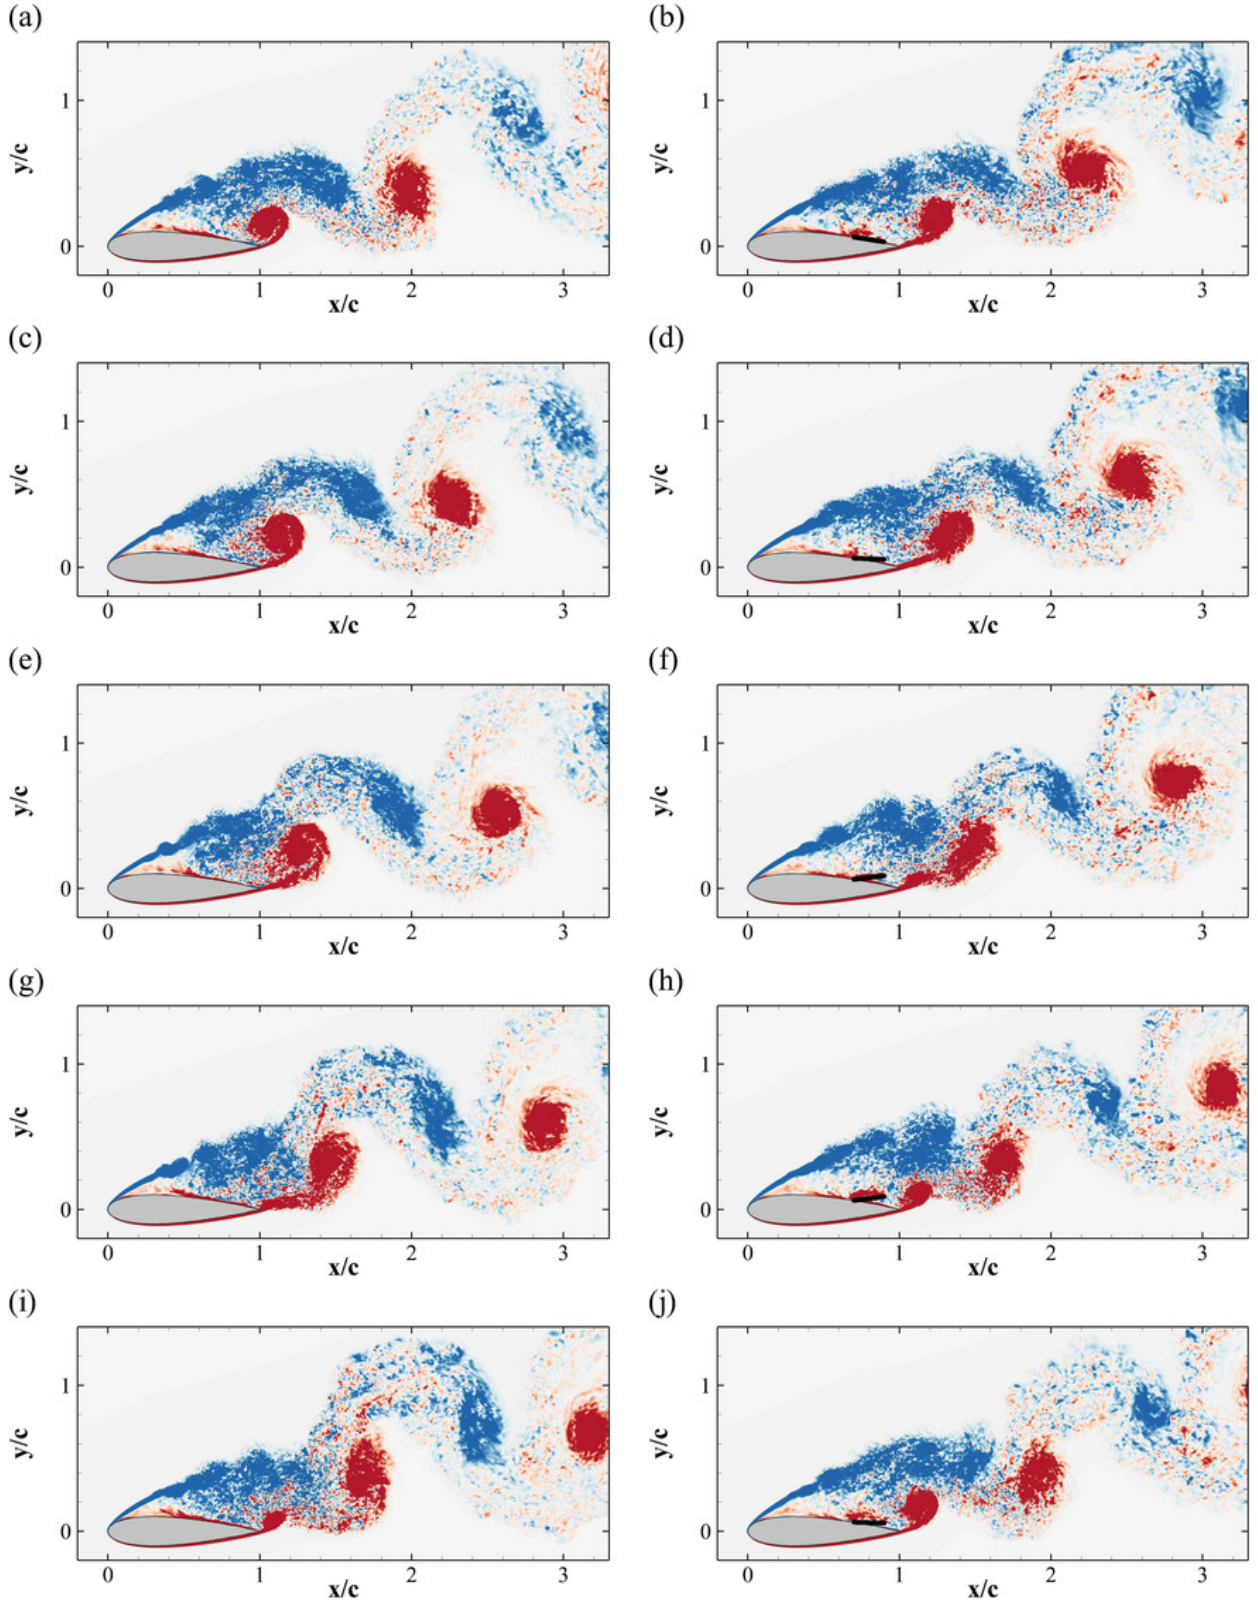 (a) (b)
y/c 1 0 y/c 1 0
0 1 2 3 0 1 2 3
x/c x/c
(c) (d)
y/c 1 0 y/c 1 0
0 1 2 3 0 1 2 3
x/c x/c
(e) (f)
y/c 1 0 y/c 1 0
0 1 2 3 0 1 2 3
x/c x/c
(g) (h)
y/c 1 0 y/c 1 0
0 1 2 3 0 1 2 3
x/c x/c
(i) (j)
y/c 1 0 y/c 1 0
0 1 2 3 0 1 2 3
x/c x/c